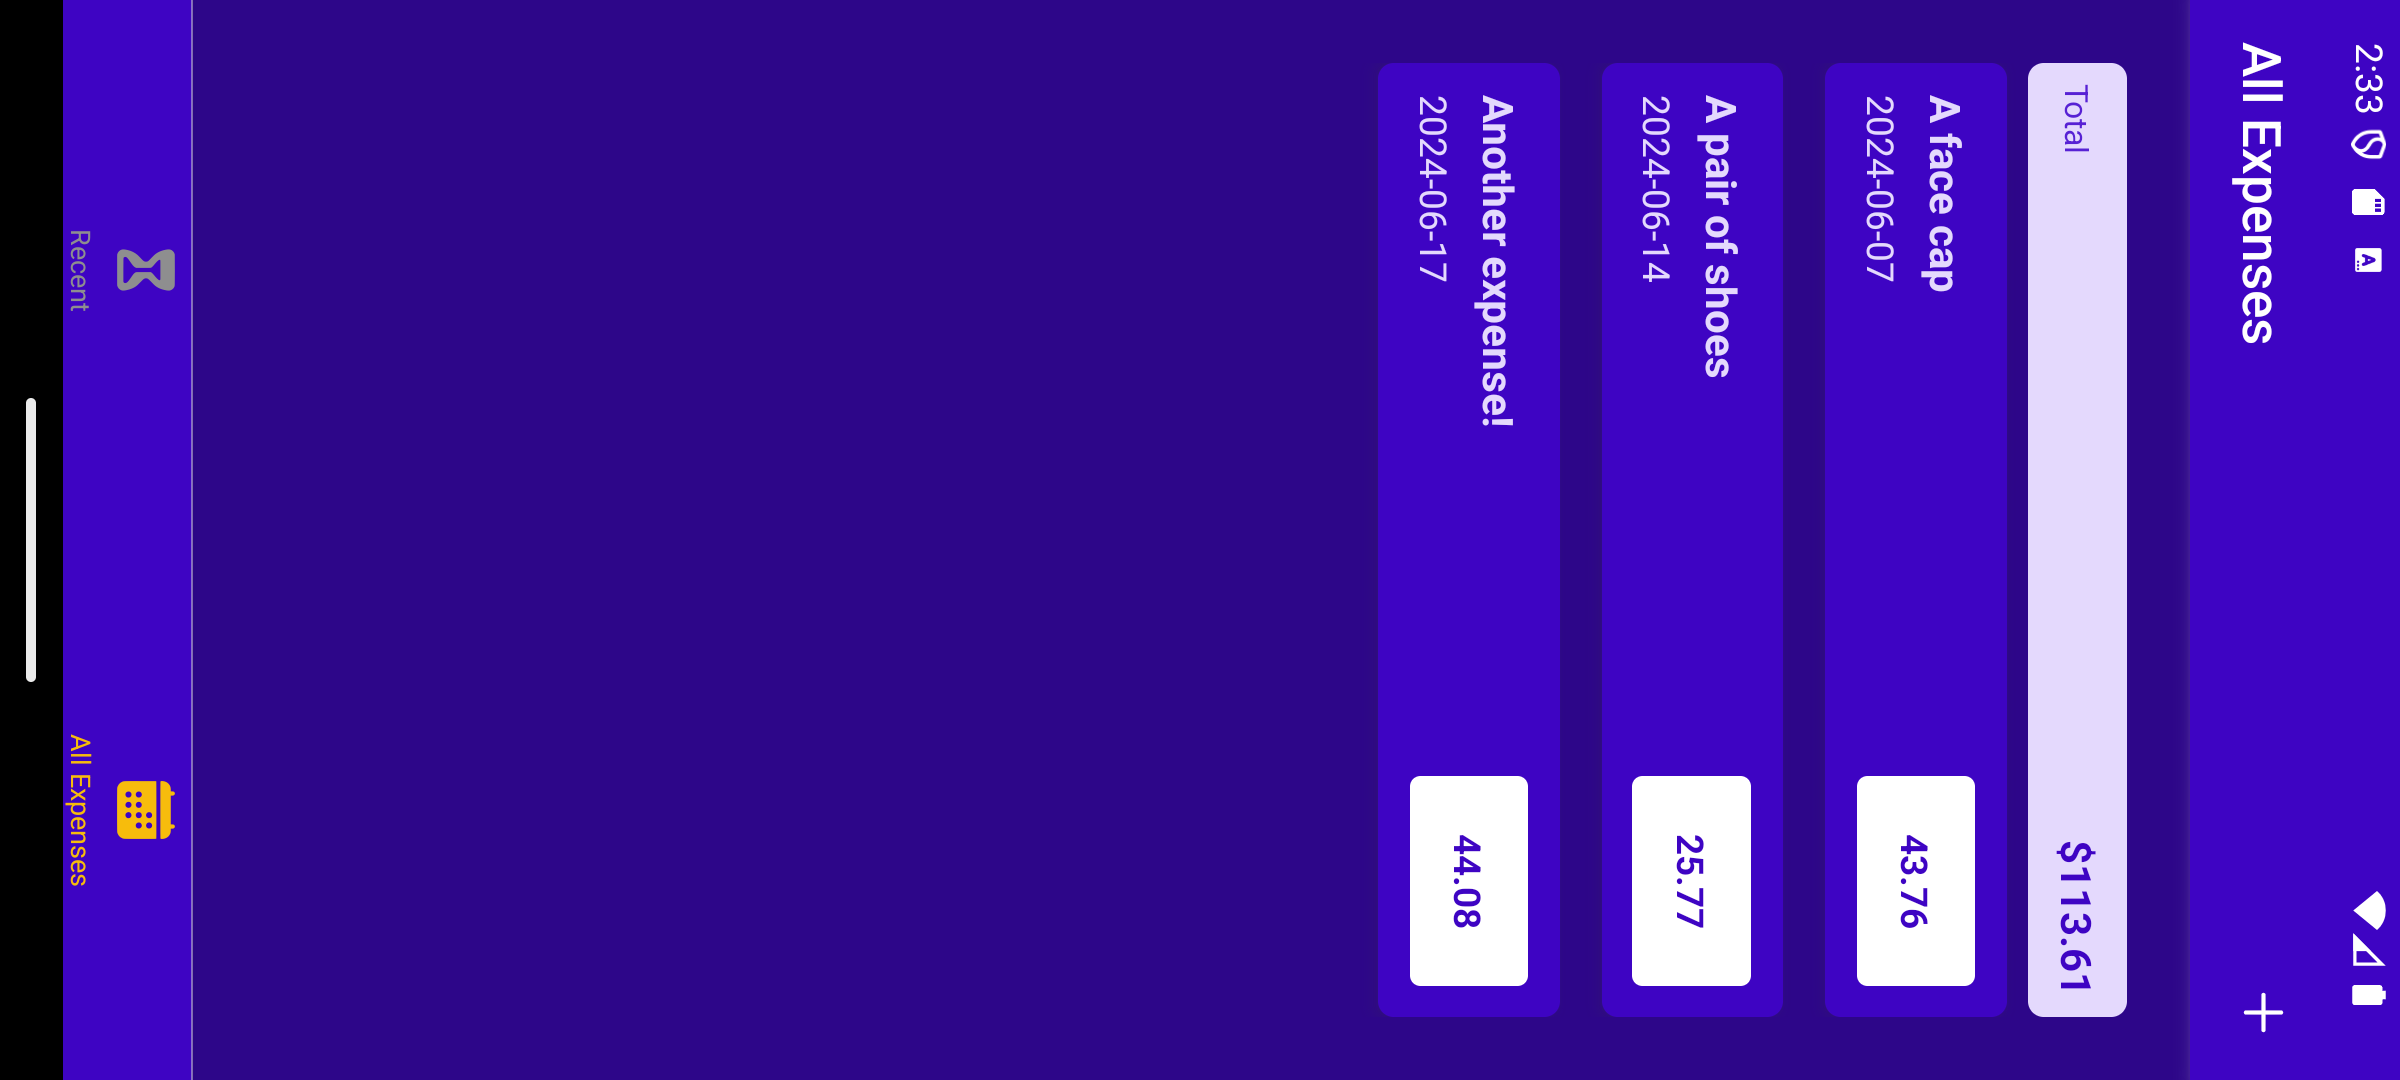 2:33
All Expenses
Total $113.61
A face cap
2024-06-07
43.76
A pair of shoes
2024-06-14
25.77
Another expense!
2024-06-17
44.08
Recent
All Expenses